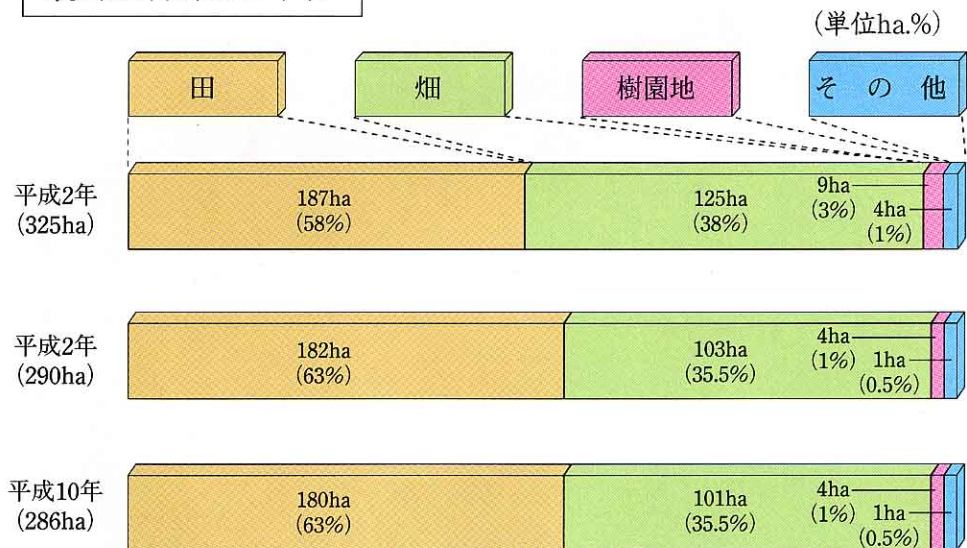 (単位ha.%)
田
畑
樹園地
そ の 他
平成2年
(325ha)
187ha
(58%)
125ha
(38%)
9ha
(3%)
4ha
(1%)
平成2年
(290ha)
182ha
(63%)
103ha
(35.5%)
4ha
(1%)
1ha
(0.5%)
平成10年
(286ha)
180ha
(63%)
101ha
(35.5%)
4ha
(1%)
1ha
(0.5%)